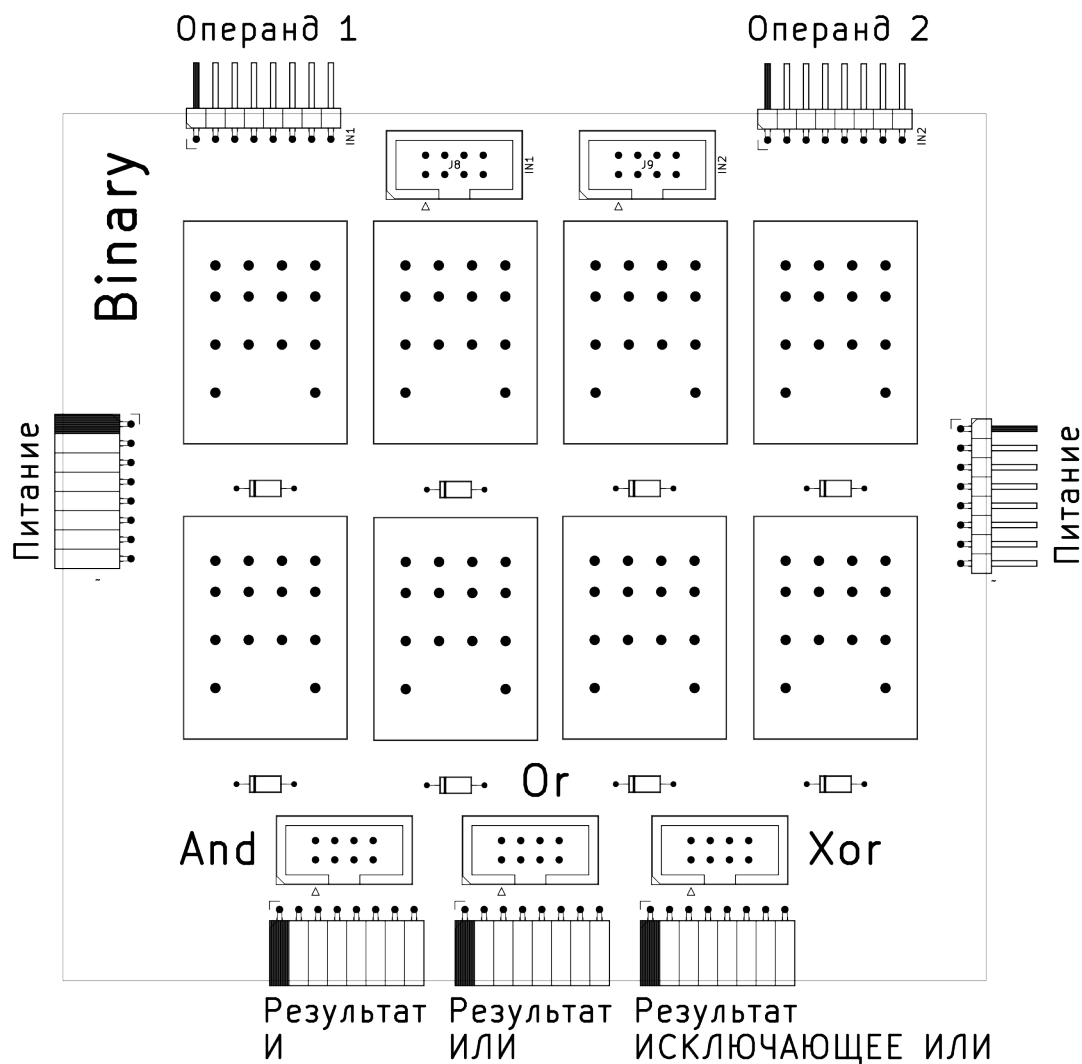 Операнд 1
Операнд 2
IN1
IN2
J8
IN1
J9
IN2
Binary
Питание
Питание
~
~
Or
And
Xor
Результат
И
Результат
ИЛИ
Результат
ИСКЛЮЧАЮЩЕЕ ИЛИ